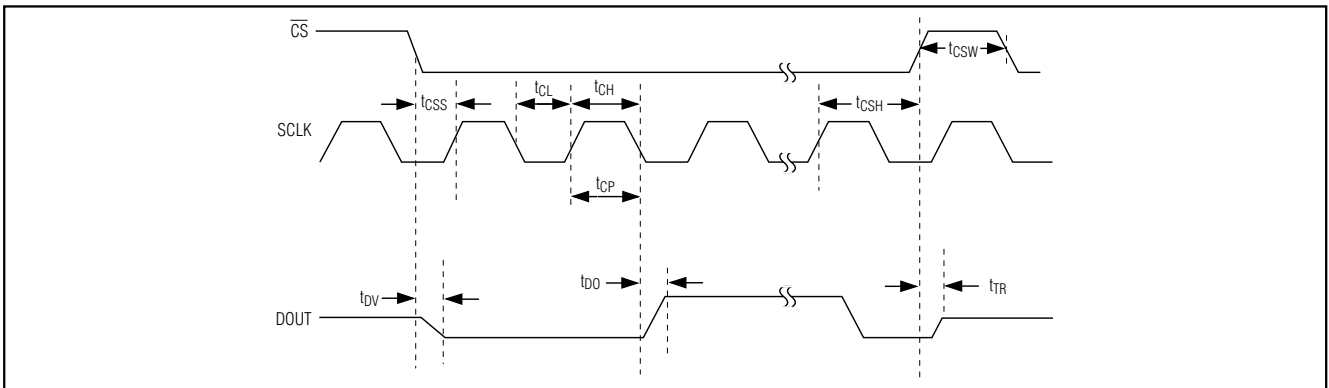 CS
tCSW
tCSS
tCL
tCH
tCSH
SCLK
tCP
tDV
tDO
tTR
DOUT